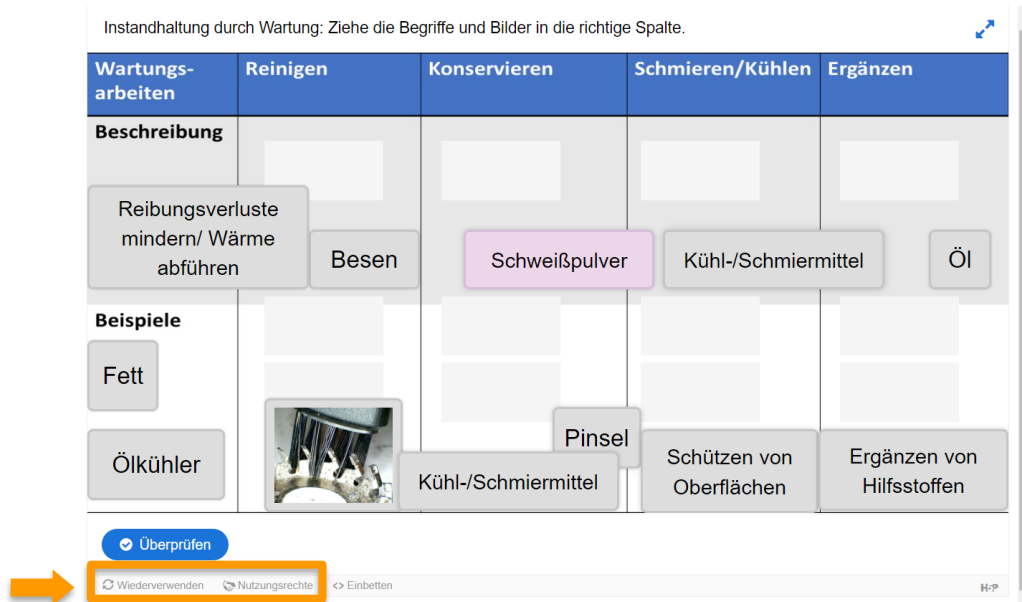 Instandhaltung durch Wartung: Ziehe die Begriffe und Bilder in die richtige Spalte.
Wartungs-
arbeiten
Reinigen
Konservieren
Schmieren/Kühlen
Ergänzen
Beschreibung
Reibungsverluste
mindern/ Wärme
abführen
Besen
Schweißpulver
Kühl-/Schmiermittel
Öl
Beispiele
Fett
Ölkühler
Pinsel
Kühl-/Schmiermittel
Schützen von
Oberflächen
Ergänzen von
Hilfsstoffen
Überprüfen
Wiederverwenden
Nutzungsrechte
<> Einbetten
H-P